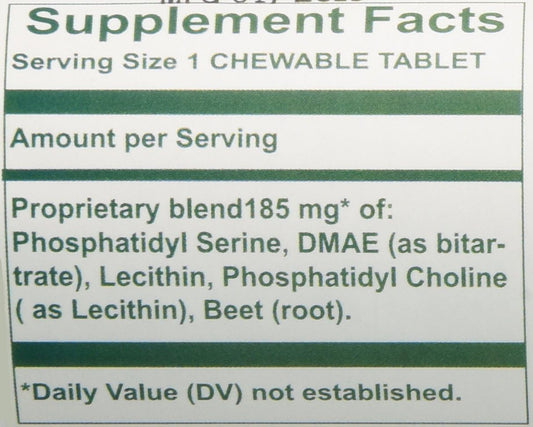 Supplement Facts
Serving Size 1 CHEWABLE TABLET
Amount per Serving
Proprietary blend185 mg* of:
Phosphatidyl Serine, DMAE (as bitar-
trate), Lecithin, Phosphatidyl Choline
( as Lecithin), Beet (root).
*Daily Value (DV) not established.